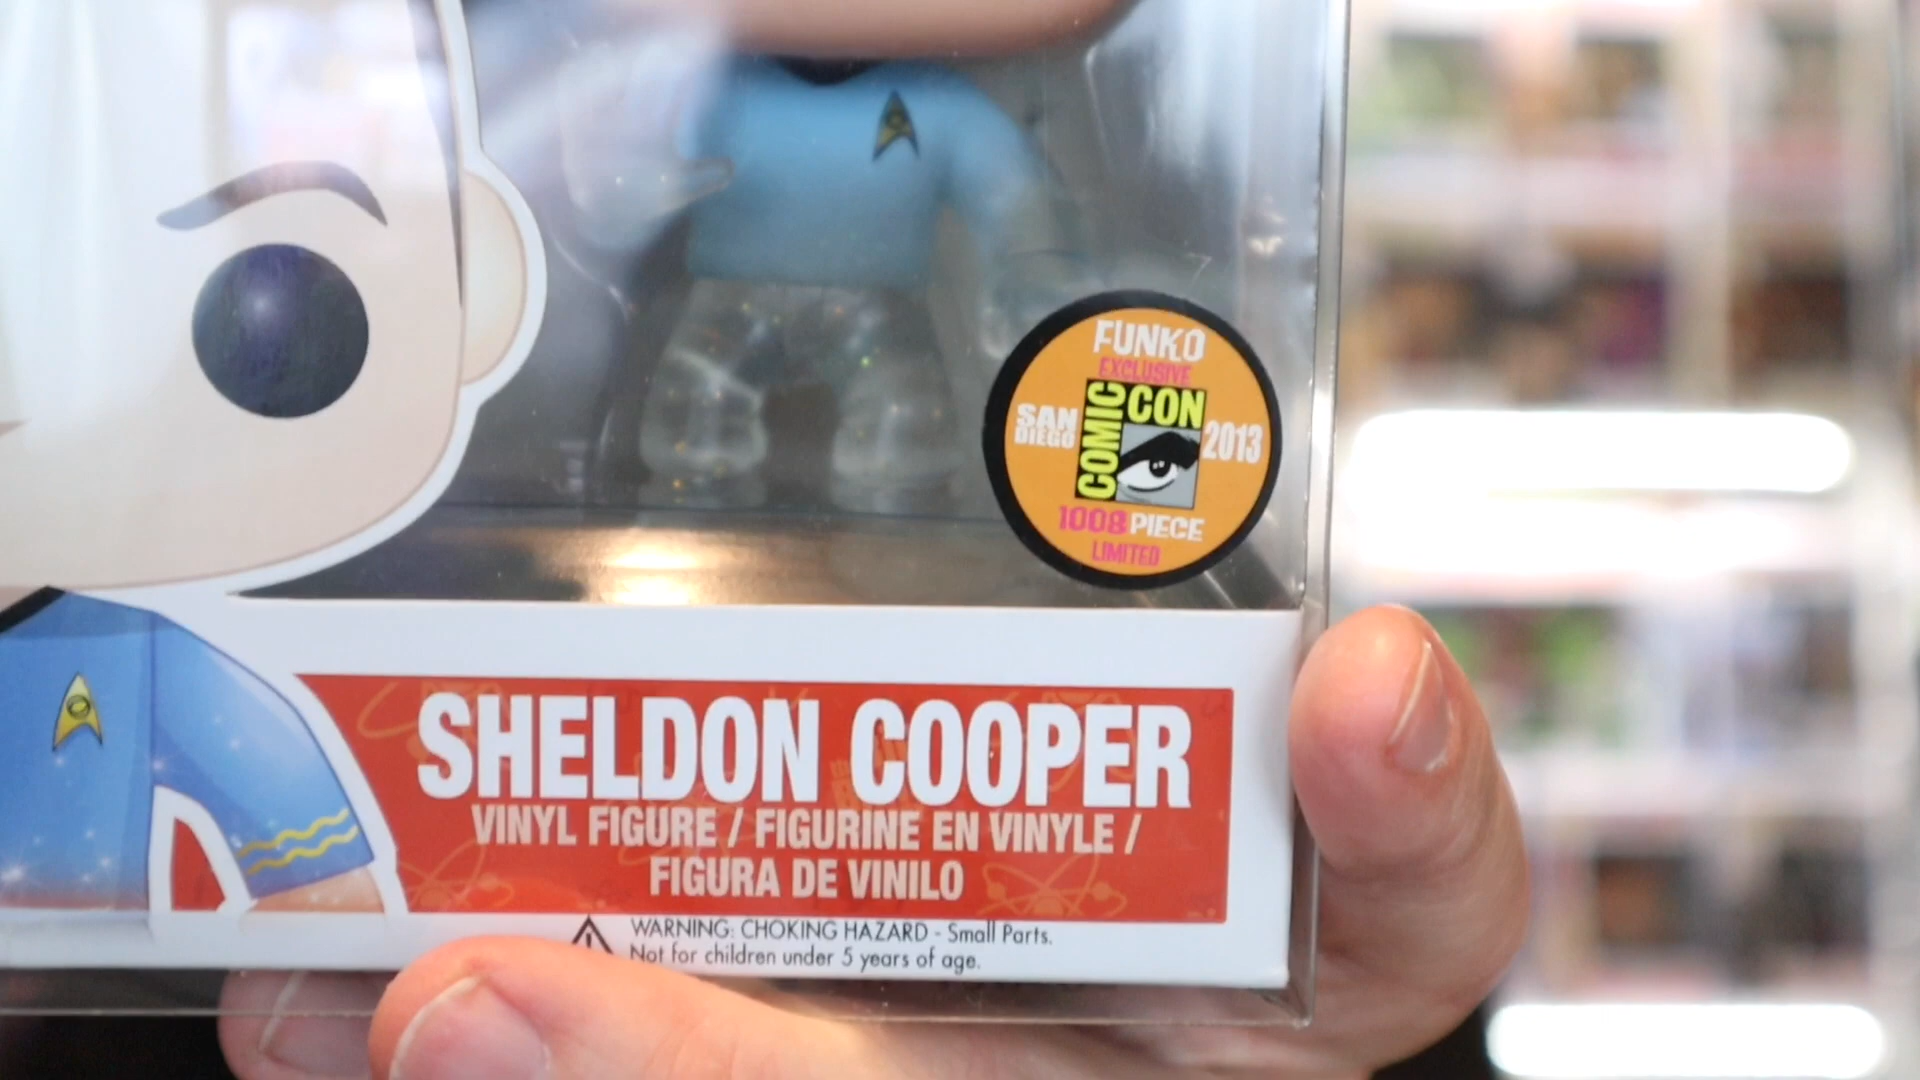 FUNKO
EXCLUSIVE
SAN DIEGO
COMIC CON
2013
1008 PIECE
LIMITED
SHELDON COOPER
VINYL FIGURE / FIGURINE EN VINYLE /
FIGURA DE VINILO
WARNING: CHOKING HAZARD - Small Parts.
Not for children under 5 years of age.